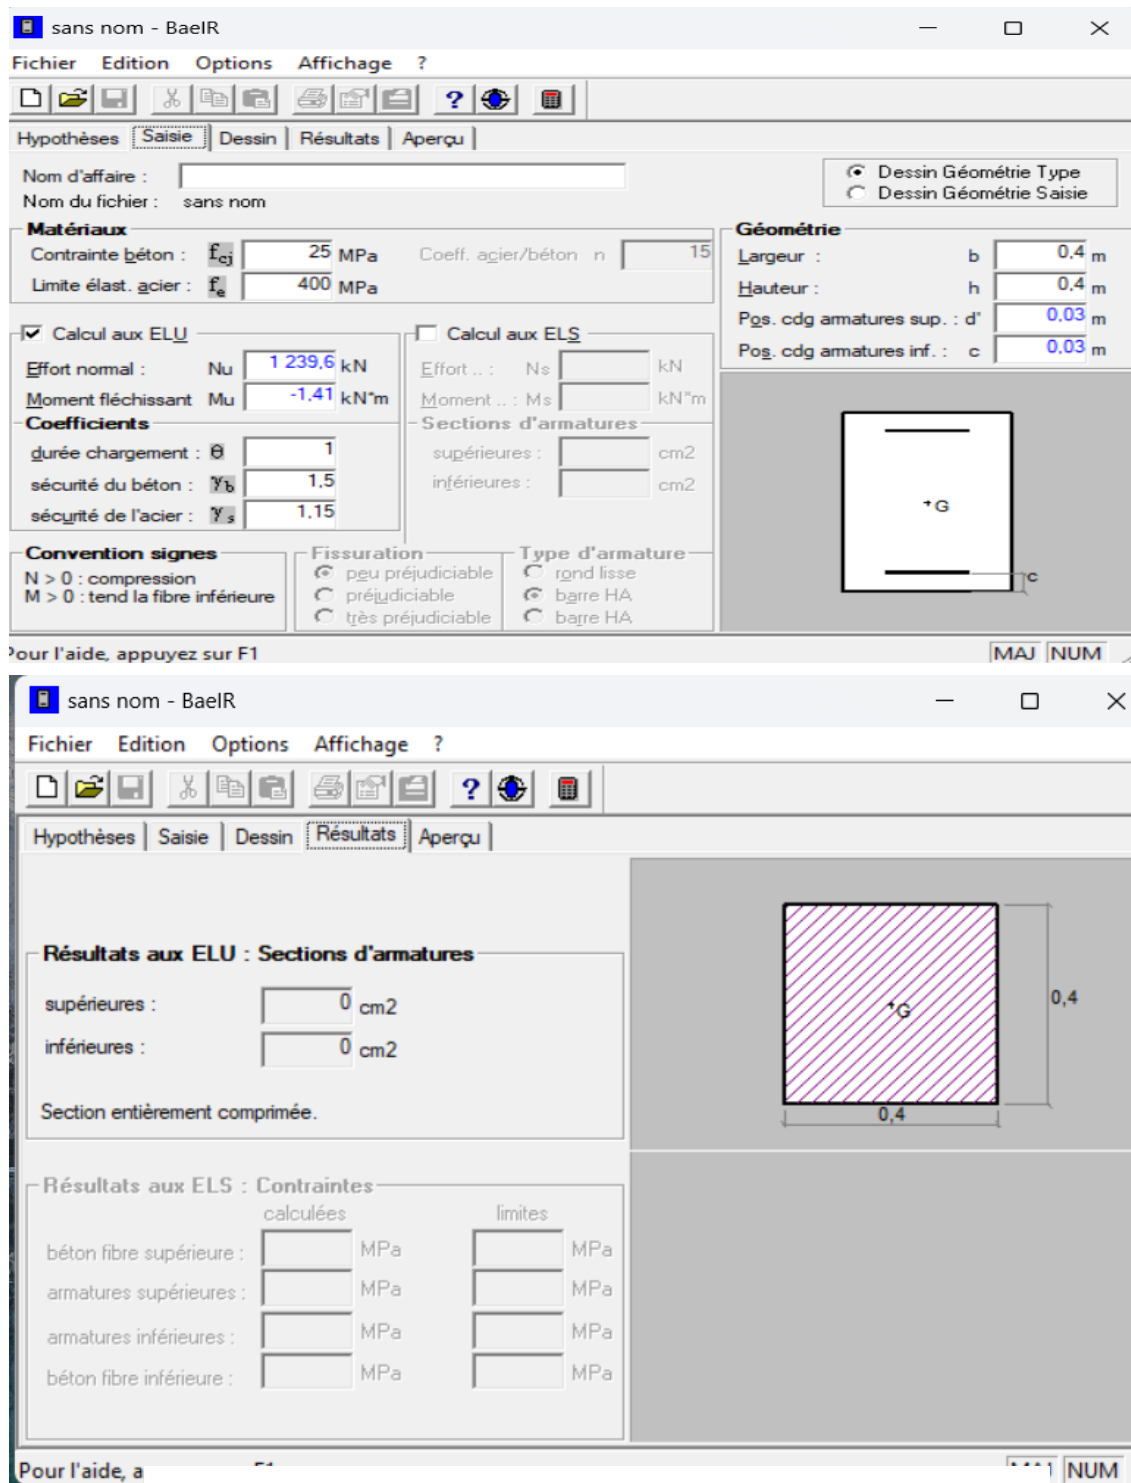 sans nom - BaelR
Fichier Edition Options Affichage ?
Hypothèses Saisie Dessin Résultats Aperçu
Nom d'affaire :
Nom du fichier : sans nom
Dessin Géométrie Type
Dessin Géométrie Saisie
Matériaux
Contrainte béton : fcj 25 MPa Coeff. acier/béton n 15
Limite élast. acier : fe 400 MPa
Géométrie
Largeur : b 0.4 m
Hauteur : h 0.4 m
Pos. cdg armatures sup. : d' 0.03 m
Pos. cdg armatures inf. : c 0.03 m
Calcul aux ELU
Effort normal : Nu 1 239,6 kN
Moment fléchissant Mu -1.41 kN*m
Coefficients
durée chargement : θ 1
sécurité du béton : γb 1.5
sécurité de l'acier : γs 1.15
Calcul aux ELS
Effort .. : Ns kN
Moment .. : Ms kN*m
Sections d'armatures
supérieures : cm2
inférieures : cm2
Convention signes
N > 0 : compression
M > 0 : tend la fibre inférieure
Fissuration
peu préjudiciable
préjudiciable
très préjudiciable
Type d'armature
rond lisse
barre HA
barre HA
+G
c
Pour l'aide, appuyez sur F1
MAJ NUM
sans nom - BaelR
Fichier Edition Options Affichage ?
Hypothèses Saisie Dessin Résultats Aperçu
Résultats aux ELU : Sections d'armatures
supérieures : 0 cm2
inférieures : 0 cm2
Section entièrement comprimée.
+G
0,4
0,4
Résultats aux ELS : Contraintes
calculées limites
béton fibre supérieure : MPa MPa
armatures supérieures : MPa MPa
armatures inférieures : MPa MPa
béton fibre inférieure : MPa MPa
Pour l'aide, a
NUM